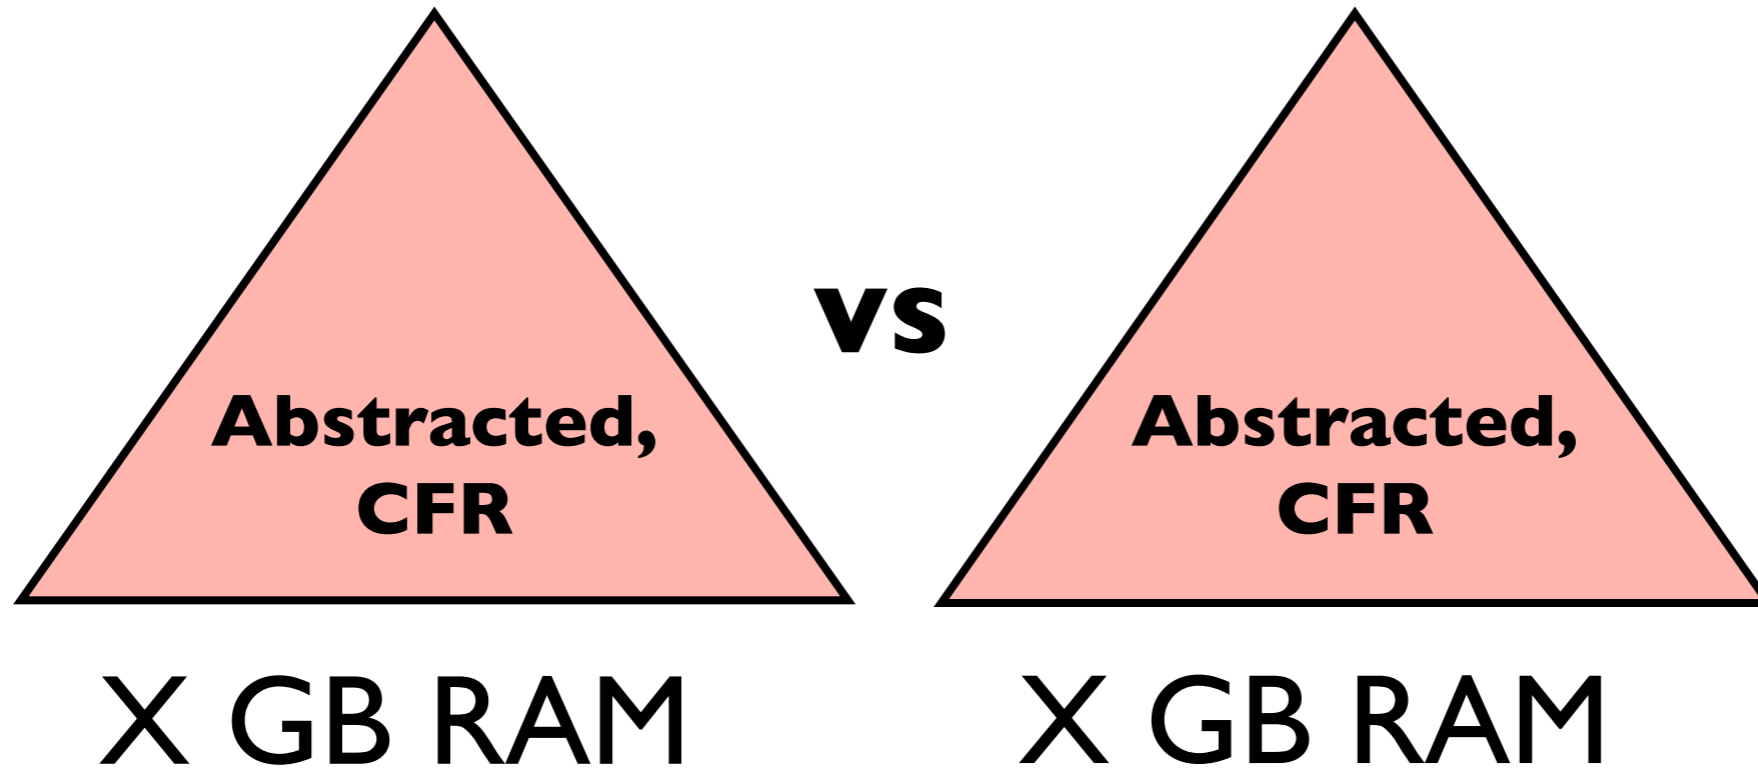 Abstracted,
CFR
X GB RAM
vs
Abstracted,
CFR
X GB RAM